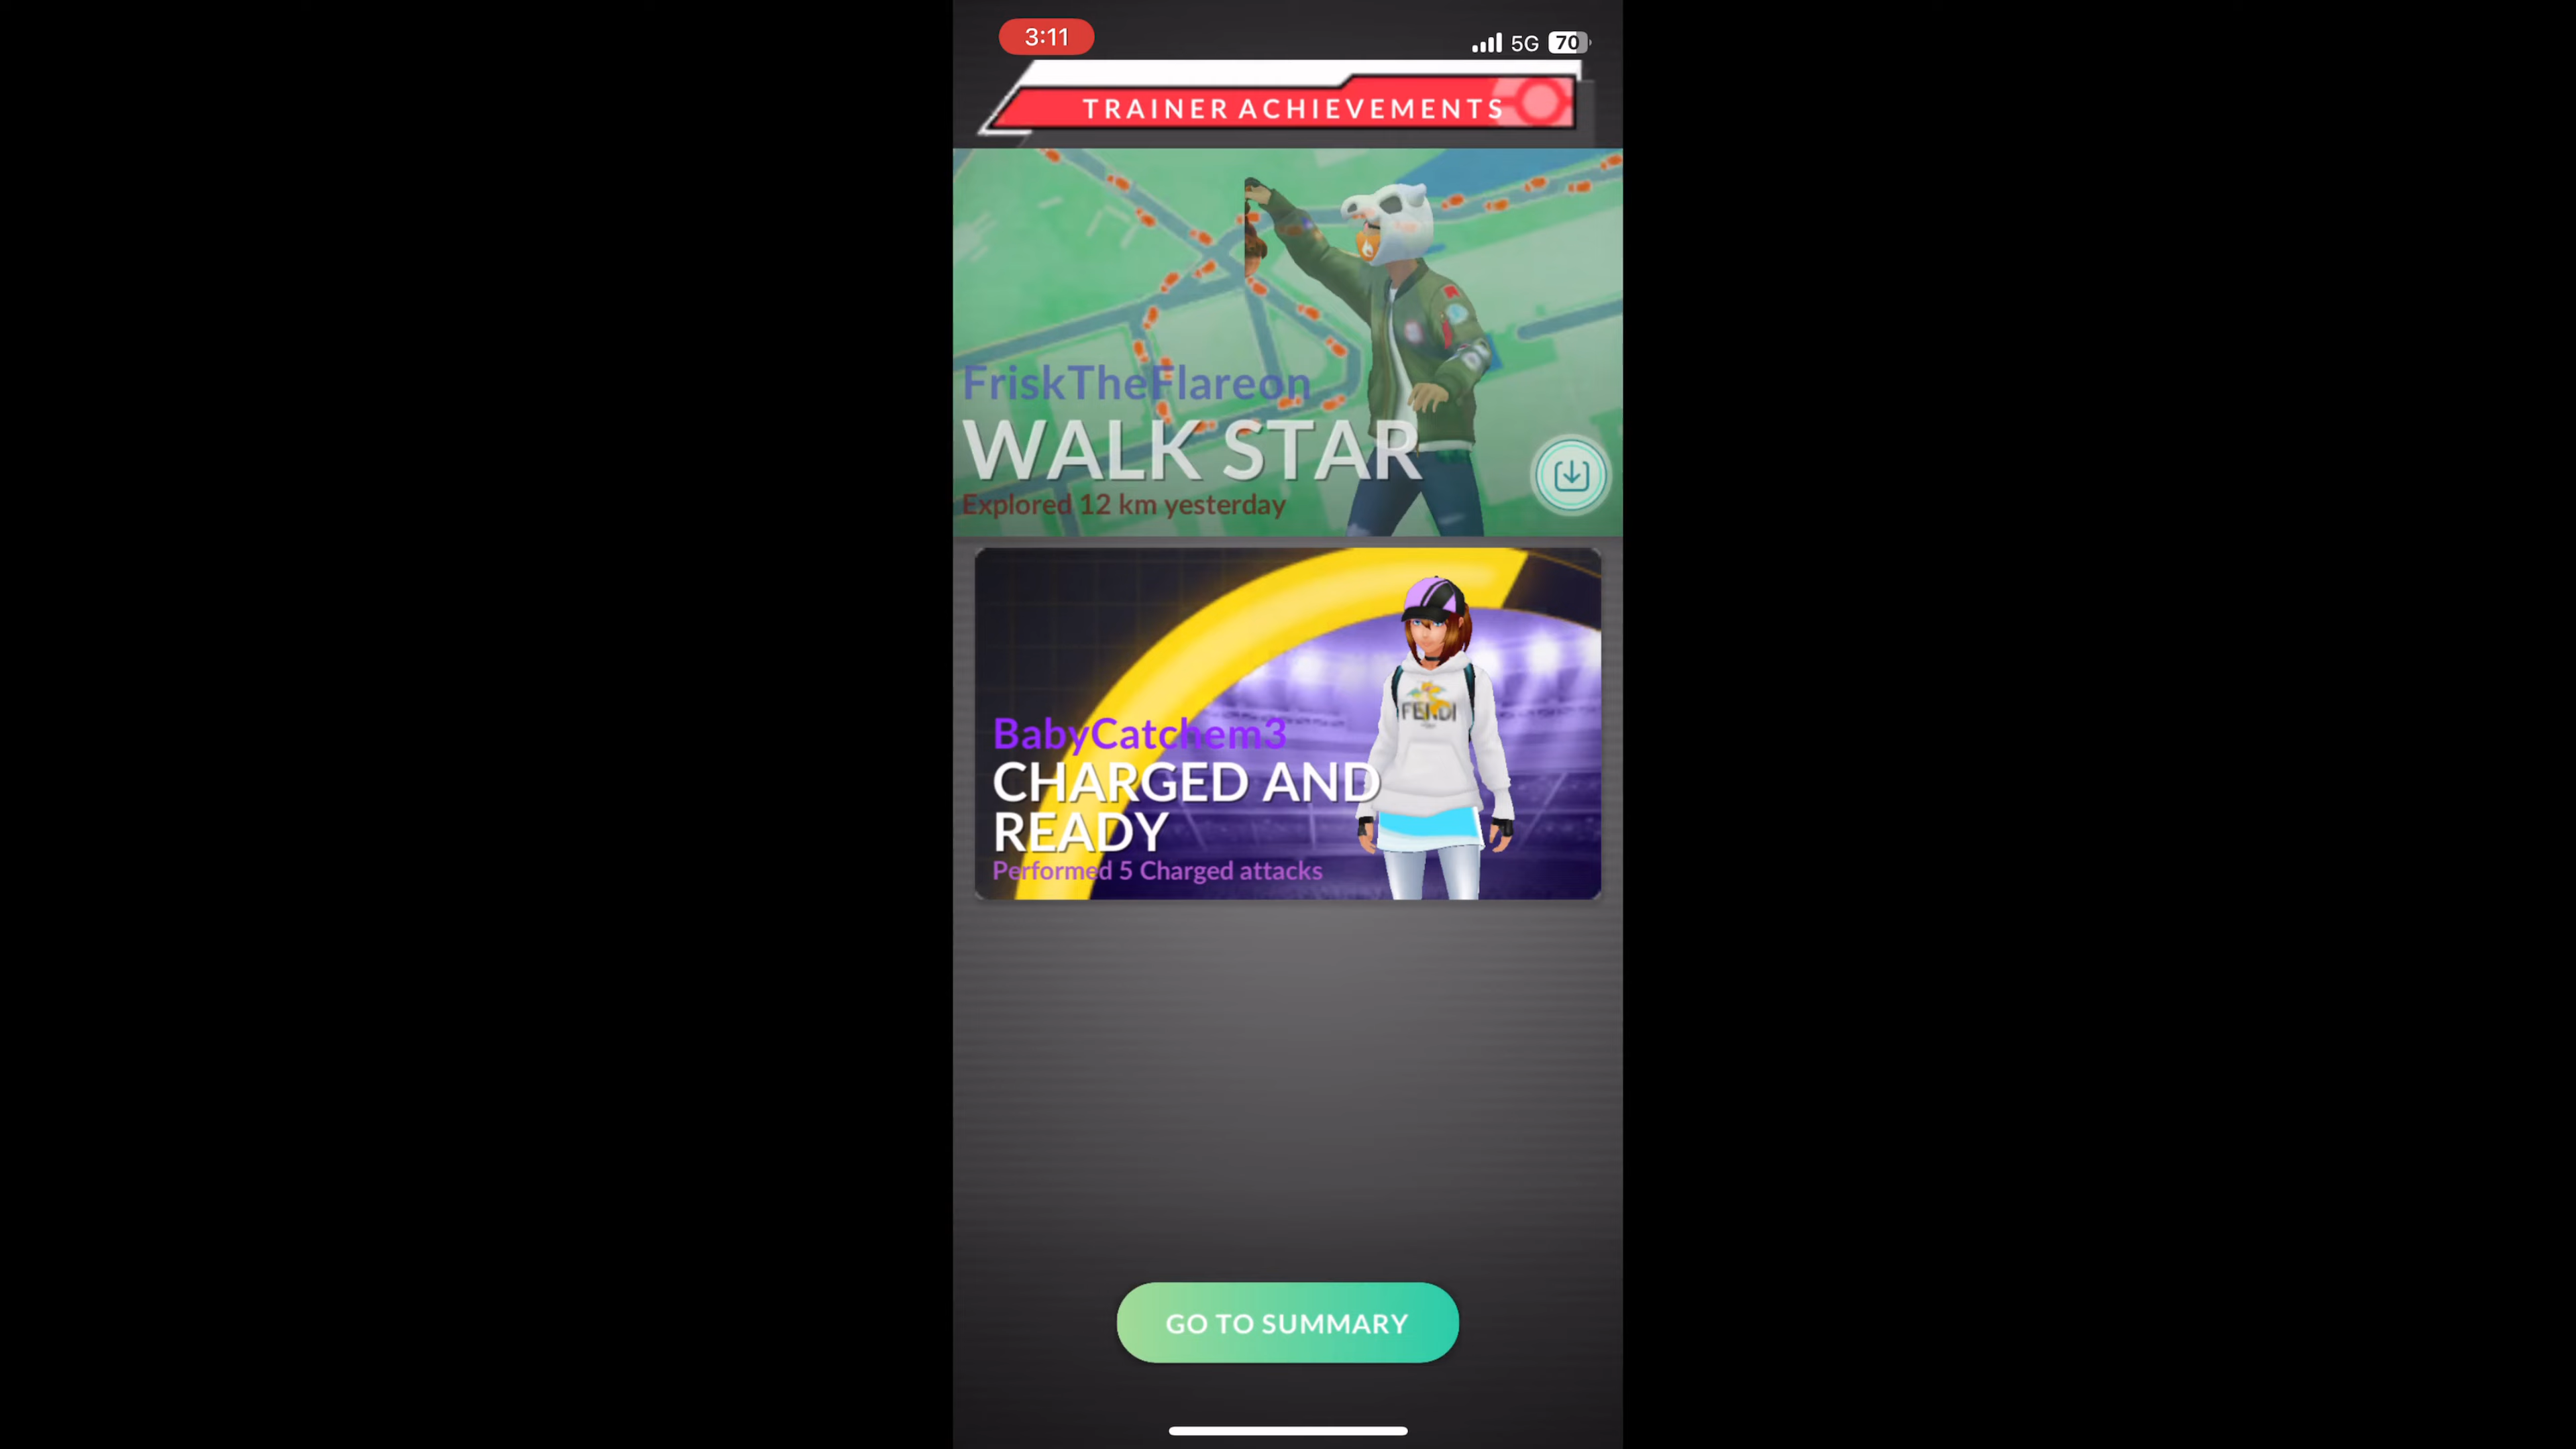 3:11
5G
70
TRAINER ACHIEVEMENTS
FriskTheFlareon
WALK STAR
Explored 12 km yesterday
FENDI
BabyCatchem3
CHARGED AND
READY
Performed 5 Charged attacks
GO TO SUMMARY